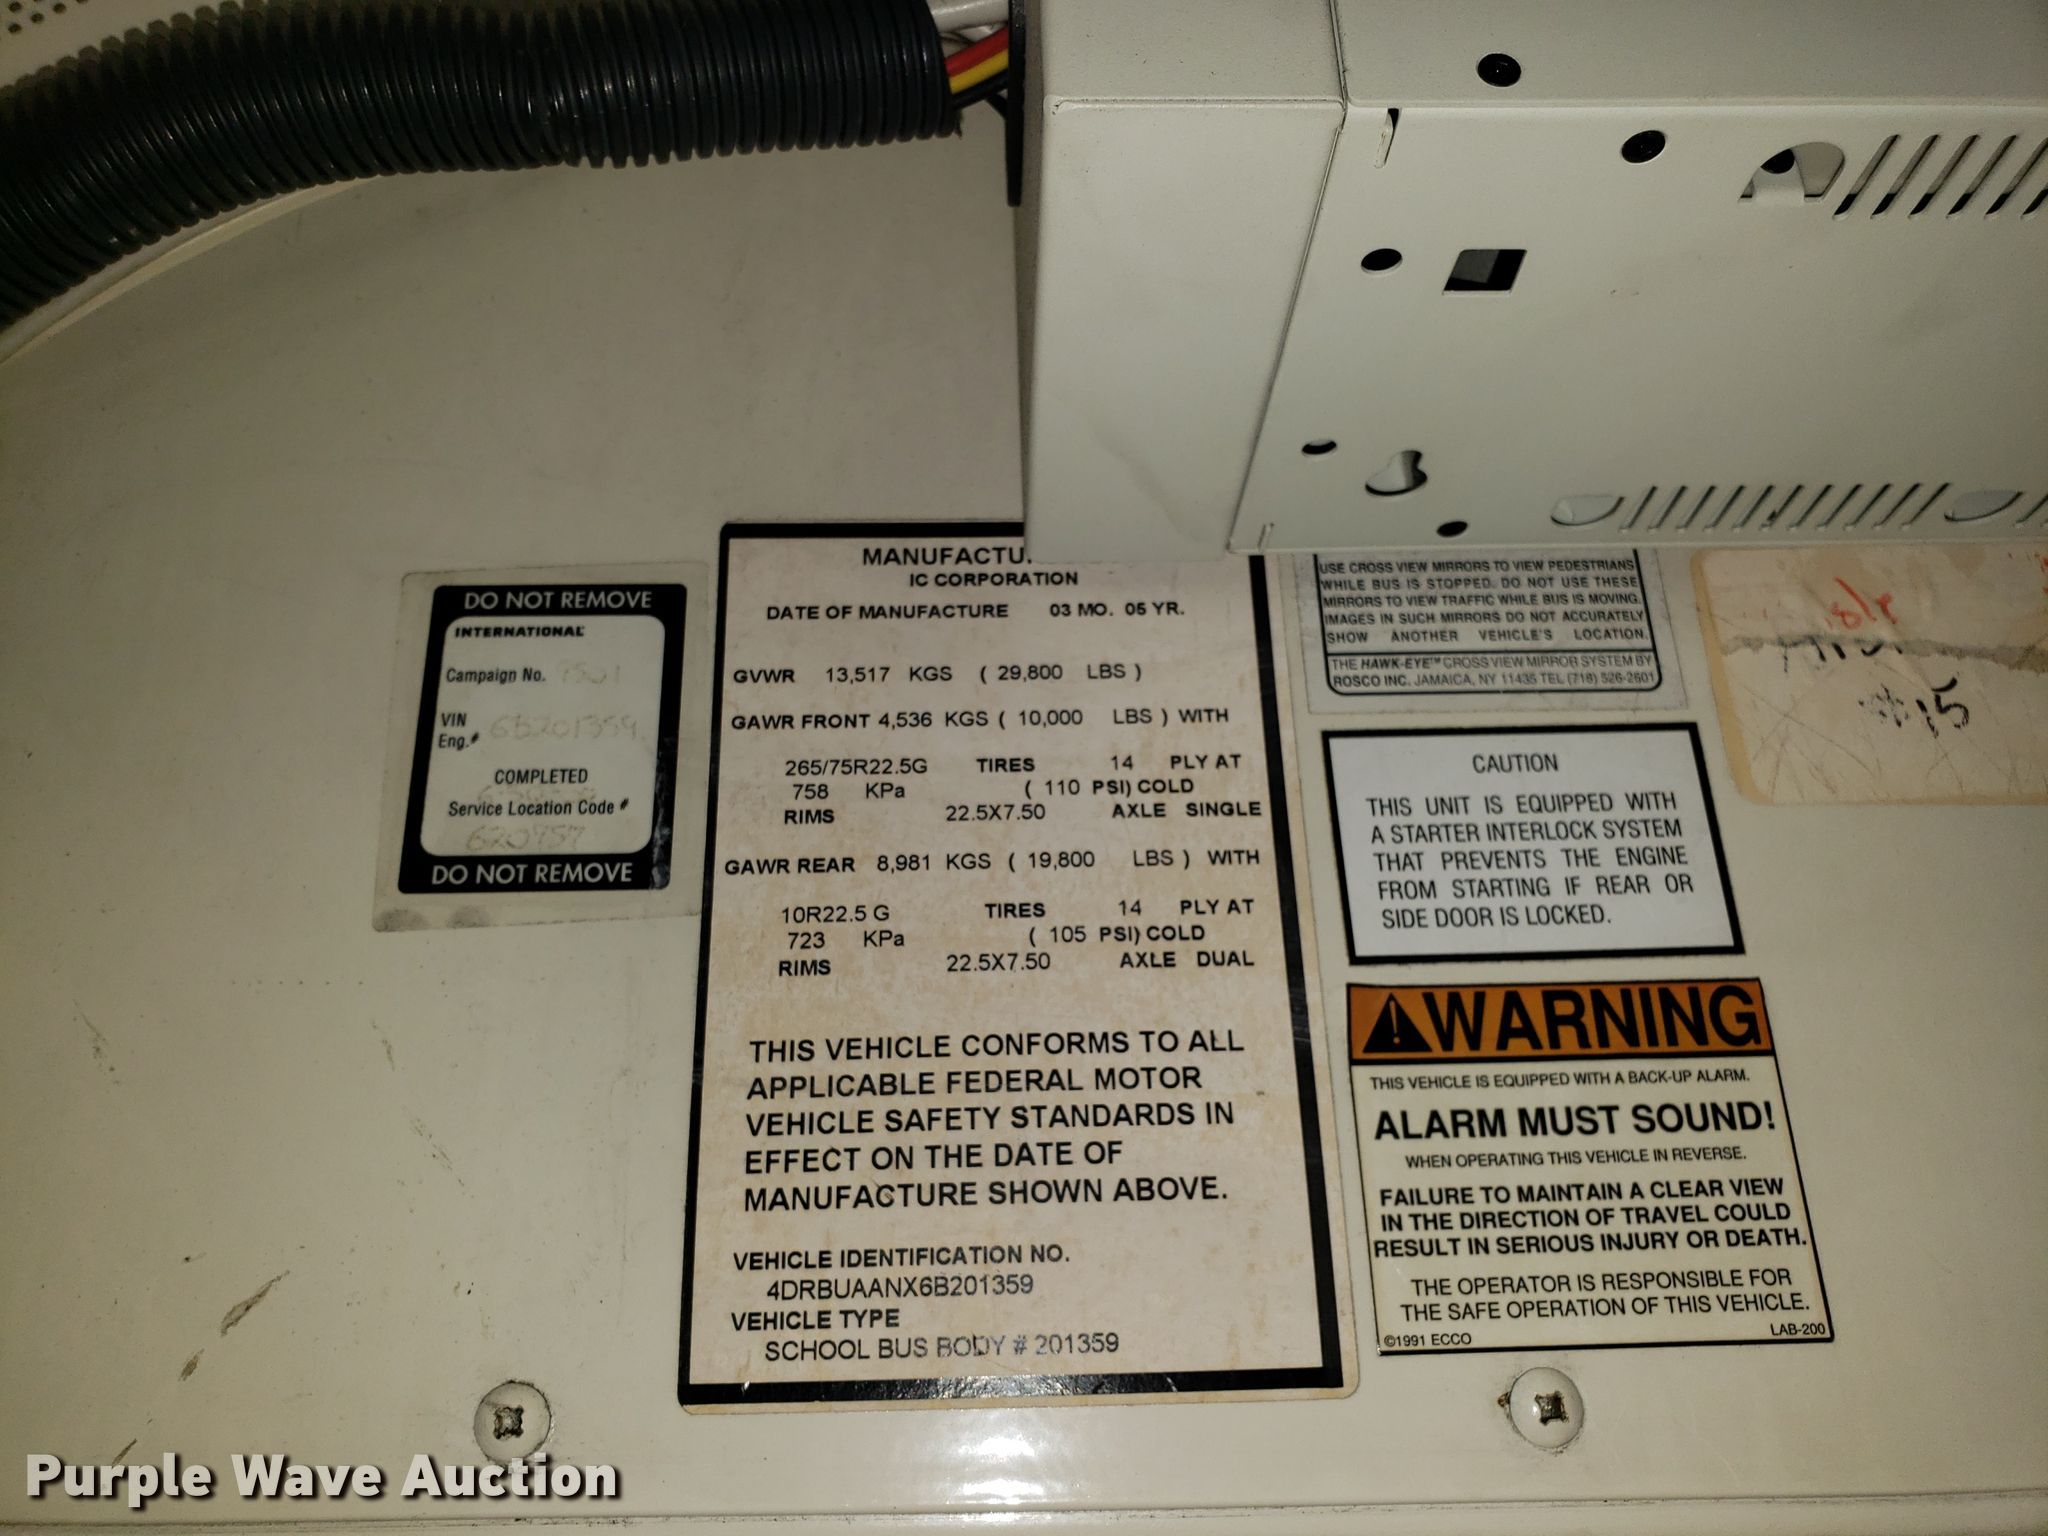 DO NOT REMOVE
INTERNATIONAL
Campaign No.
VIN 6B201359
Eng.#
COMPLETED
Service Location Code #
620457
DO NOT REMOVE
MANUFACTU
IC CORPORATION
DATE OF MANUFACTURE 03 MO. 05 YR.
GVWR 13,517 KGS ( 29,800 LBS )
GAWR FRONT 4,536 KGS ( 10,000 LBS ) WITH
265/75R22.5G TIRES 14 PLY AT
758 KPa ( 110 PSI) COLD
RIMS 22.5X7.50 AXLE SINGLE
GAWR REAR 8,981 KGS ( 19,800 LBS ) WITH
10R22.5 G TIRES 14 PLY AT
723 KPa ( 105 PSI) COLD
RIMS 22.5X7.50 AXLE DUAL
THIS VEHICLE CONFORMS TO ALL
APPLICABLE FEDERAL MOTOR
VEHICLE SAFETY STANDARDS IN
EFFECT ON THE DATE OF
MANUFACTURE SHOWN ABOVE.
VEHICLE IDENTIFICATION NO.
4DRBUAANX6B201359
VEHICLE TYPE
SCHOOL BUS BODY # 201359
USE CROSS VIEW MIRRORS TO VIEW PEDESTRIANS
WHILE BUS IS STOPPED. DO NOT USE THESE
MIRRORS TO VIEW TRAFFIC WHILE BUS IS MOVING.
IMAGES IN SUCH MIRRORS DO NOT ACCURATELY
SHOW ANOTHER VEHICLE'S LOCATION.
THE HAWK-EYE™ CROSS VIEW MIRROR SYSTEM BY
ROSCO INC. JAMAICA, NY 11435 TEL (718) 526-2601
15
CAUTION
THIS UNIT IS EQUIPPED WITH
A STARTER INTERLOCK SYSTEM
THAT PREVENTS THE ENGINE
FROM STARTING IF REAR OR
SIDE DOOR IS LOCKED.
WARNING
THIS VEHICLE IS EQUIPPED WITH A BACK-UP ALARM.
ALARM MUST SOUND!
WHEN OPERATING THIS VEHICLE IN REVERSE.
FAILURE TO MAINTAIN A CLEAR VIEW
IN THE DIRECTION OF TRAVEL COULD
RESULT IN SERIOUS INJURY OR DEATH.
THE OPERATOR IS RESPONSIBLE FOR
THE SAFE OPERATION OF THIS VEHICLE.
©1991 ECCO LAB-200
Purple Wave Auction